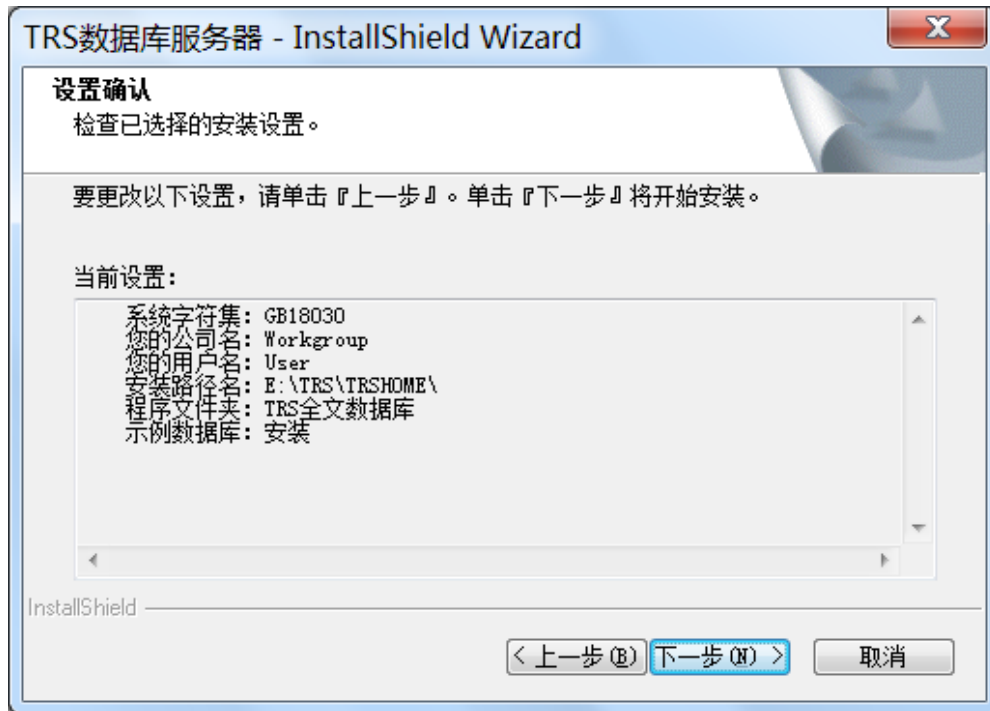 TRS数据库服务器 - InstallShield Wizard
设置确认
检查已选择的安装设置。
要更改以下设置，请单击『上一步』。单击『下一步』将开始安装。
当前设置：
系统字符集：GB18030
您的公司名：Workgroup
您的用户名：User
安装路径名：E:\TRS\TRSHOME\
程序文件夹：TRS全文数据库
示例数据库：安装
InstallShield
< 上一步(B) 下一步(N) > 取消